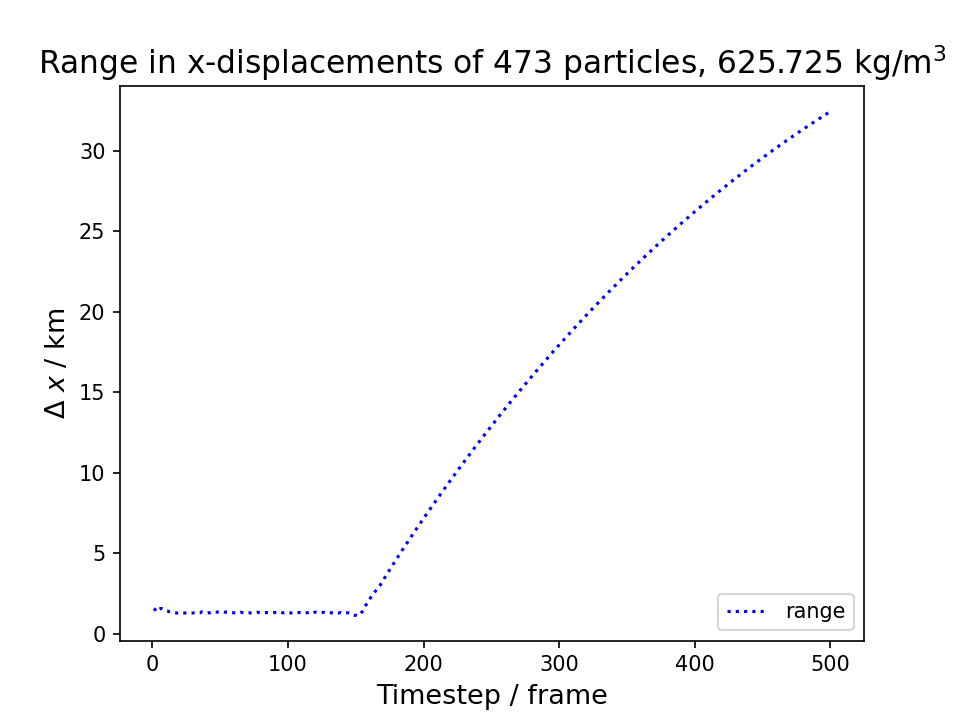 Range in x-displacements of 473 particles, 625.725 kg/m³
Δ x / km
30
25
20
15
10
5
0
range
0 100 200 300 400 500
Timestep / frame